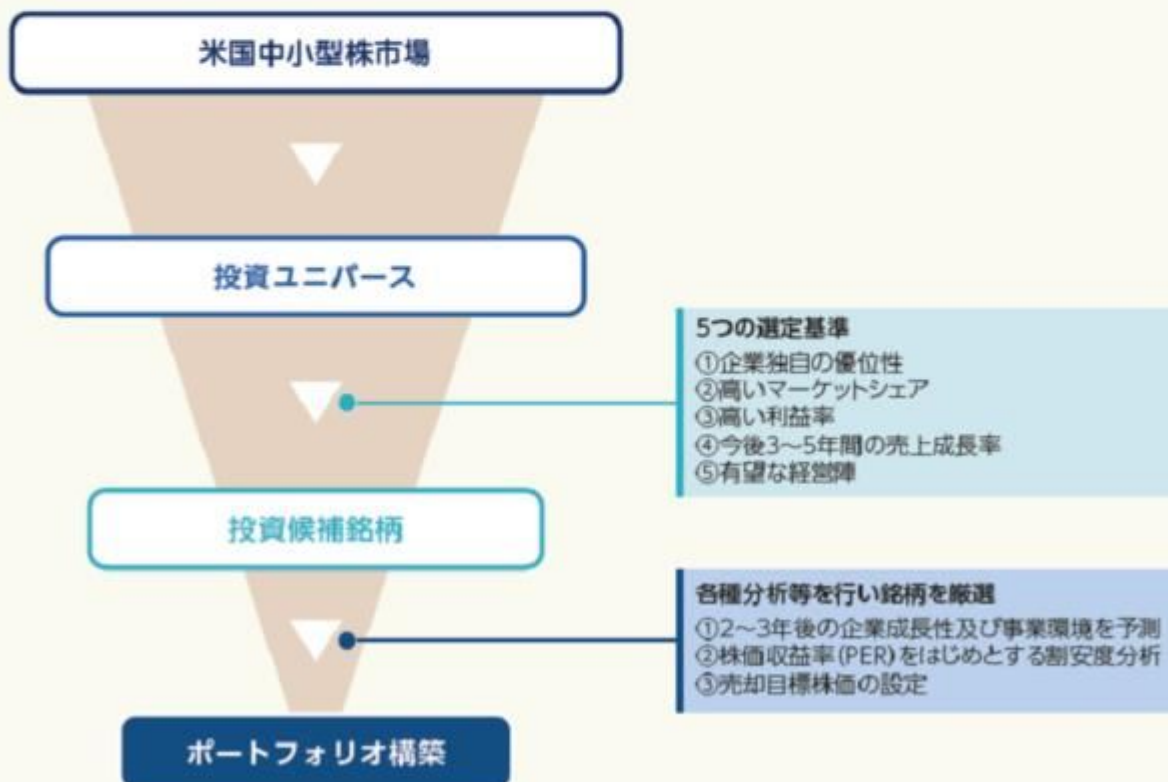 米国中小型株市場
投資ユニバース
5つの選定基準
①企業独自の優位性
②高いマーケットシェア
③高い利益率
④今後3～5年間の売上成長率
⑤有望な経営陣
投資候補銘柄
各種分析等を行い銘柄を厳選
①2～3年後の企業成長性及び事業環境を予測
②株価収益率(PER)をはじめとする割安度分析
③売却目標株価の設定
ポートフォリオ構築